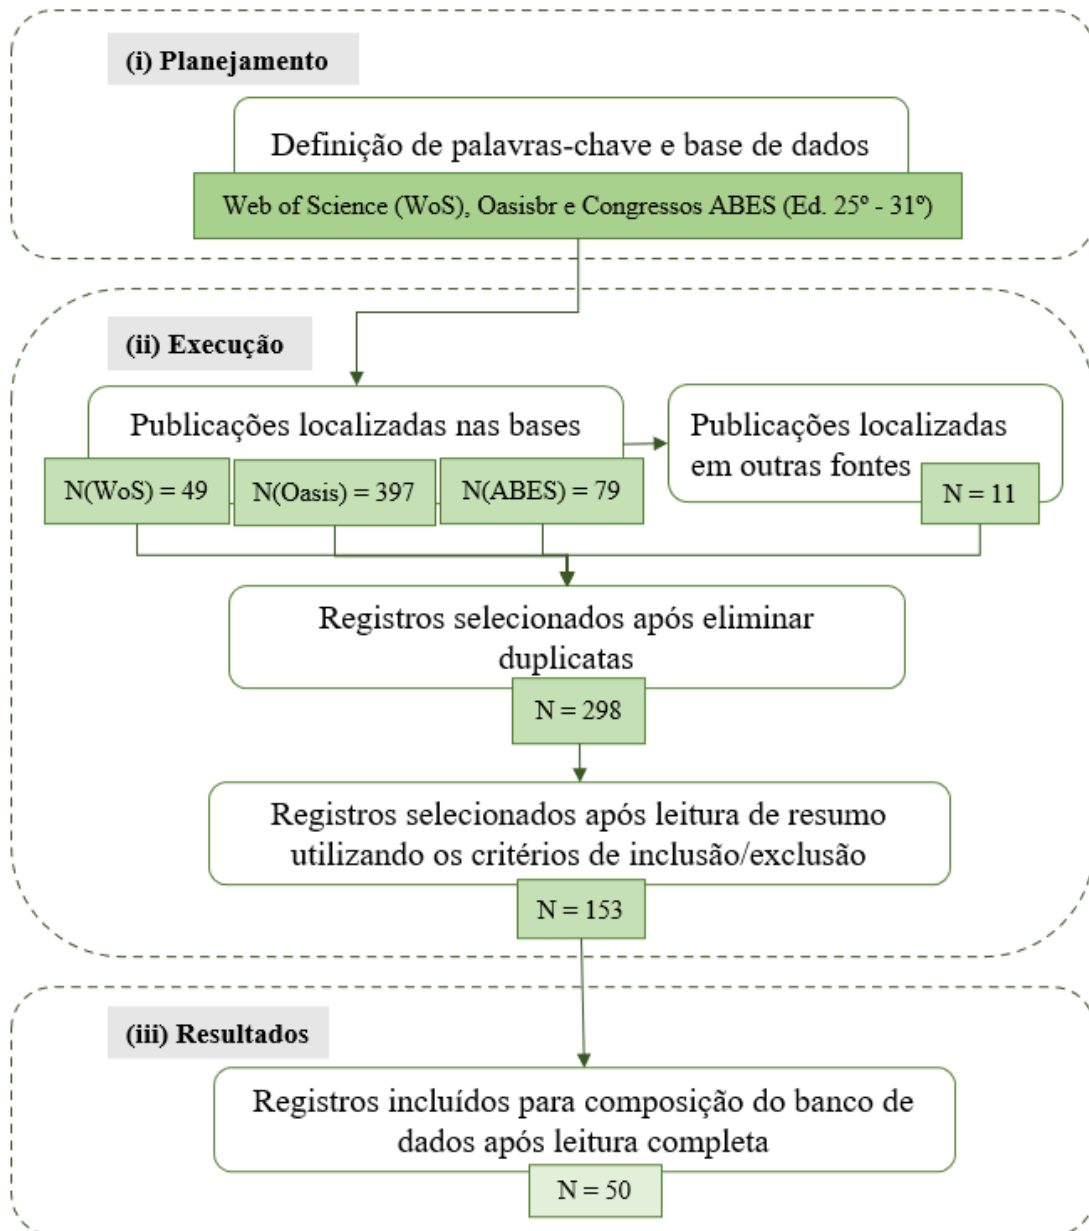 (i) Planejamento
Definição de palavras-chave e base de dados
Web of Science (WoS), Oasisbr e Congressos ABES (Ed. 25º - 31º)
(ii) Execução
Publicações localizadas nas bases
N(WoS) = 49
N(Oasis) = 397
N(ABES) = 79
Publicações localizadas
em outras fontes
N = 11
Registros selecionados após eliminar
duplicatas
N = 298
Registros selecionados após leitura de resumo
utilizando os critérios de inclusão/exclusão
N = 153
(iii) Resultados
Registros incluídos para composição do banco de
dados após leitura completa
N = 50